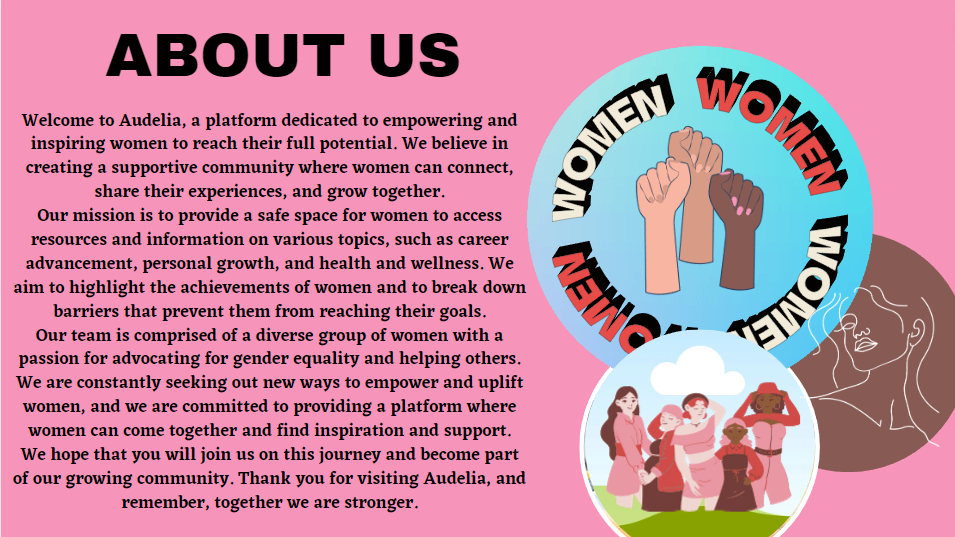 ABOUT US
Welcome to Audelia, a platform dedicated to empowering and
inspiring women to reach their full potential. We believe in
creating a supportive community where women can connect,
share their experiences, and grow together.
Our mission is to provide a safe space for women to access
resources and information on various topics, such as career
advancement, personal growth, and health and wellness. We
aim to highlight the achievements of women and to break down
barriers that prevent them from reaching their goals.
Our team is comprised of a diverse group of women with a
passion for advocating for gender equality and helping others.
We are constantly seeking out new ways to empower and uplift
women, and we are committed to providing a platform where
women can come together and find inspiration and support.
We hope that you will join us on this journey and become part
of our growing community. Thank you for visiting Audelia, and
remember, together we are stronger.
WOMEN
WOMEN
WOMEN
WOMEN